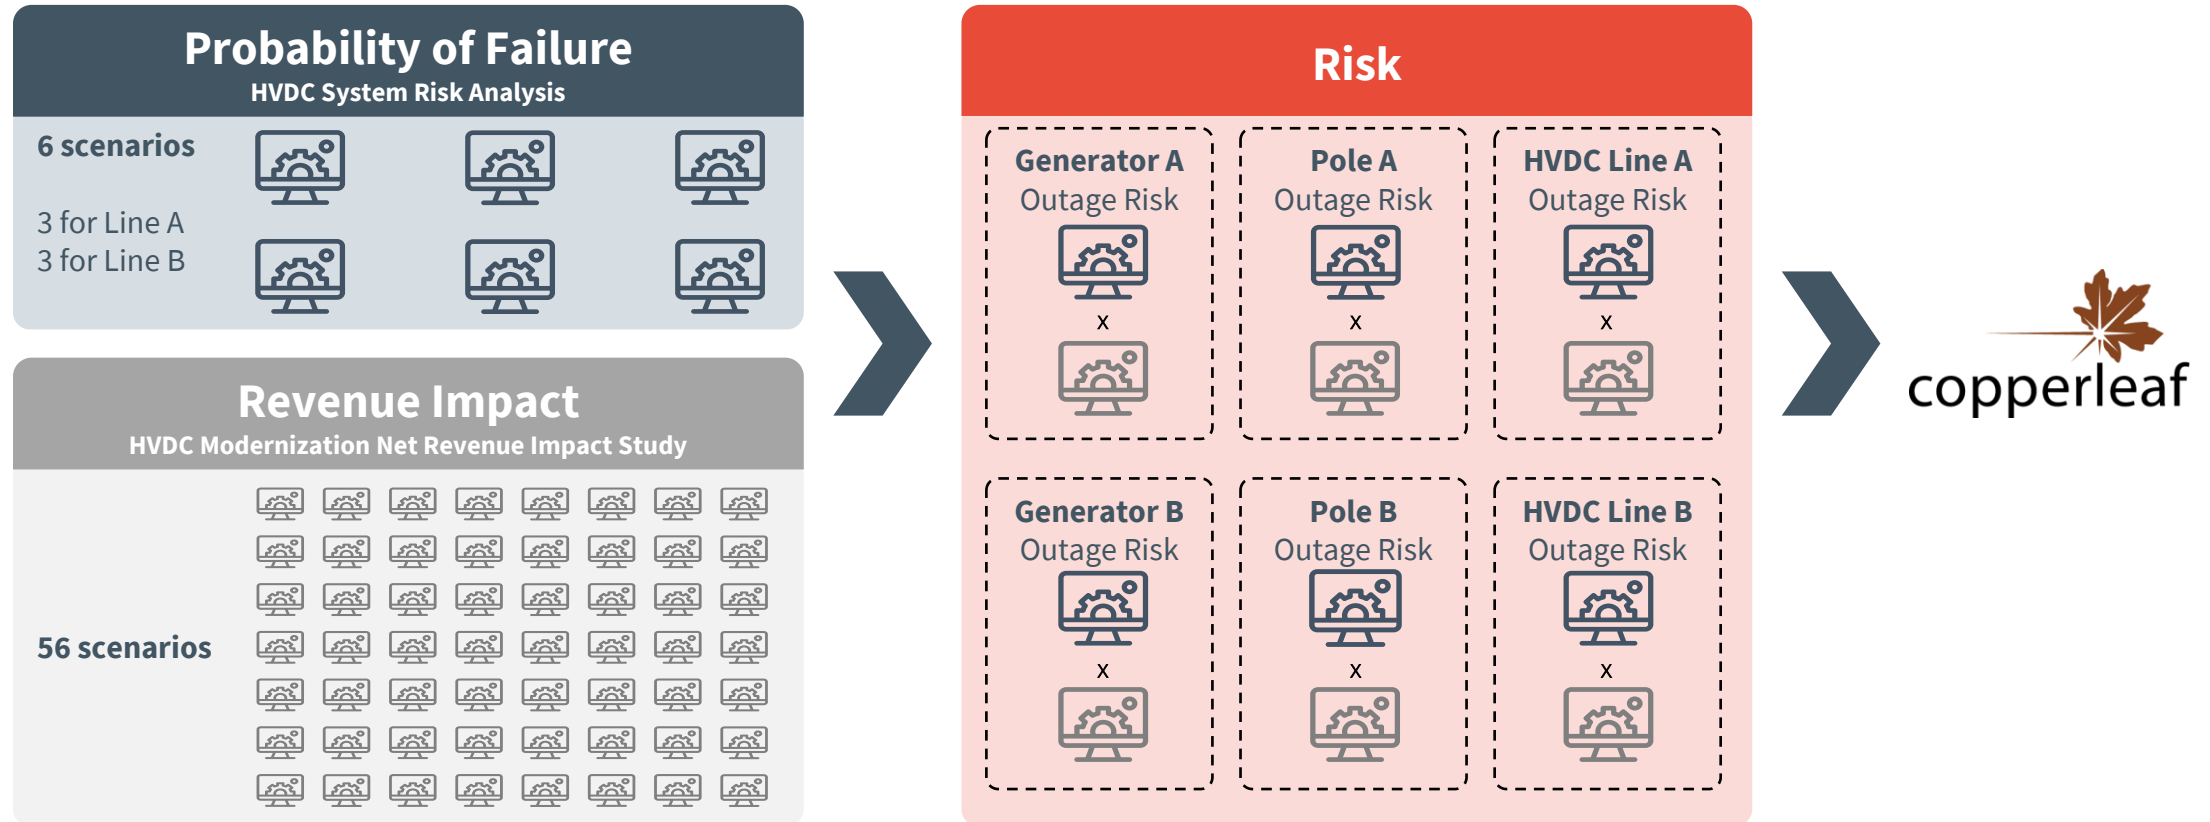 Probability of Failure
HVDC System Risk Analysis
6 scenarios
3 for Line A
3 for Line B
Revenue Impact
HVDC Modernization Net Revenue Impact Study
56 scenarios
Risk
Generator A
Outage Risk
x
Pole A
Outage Risk
x
HVDC Line A
Outage Risk
x
Generator B
Outage Risk
x
Pole B
Outage Risk
x
HVDC Line B
Outage Risk
x
copperleaf